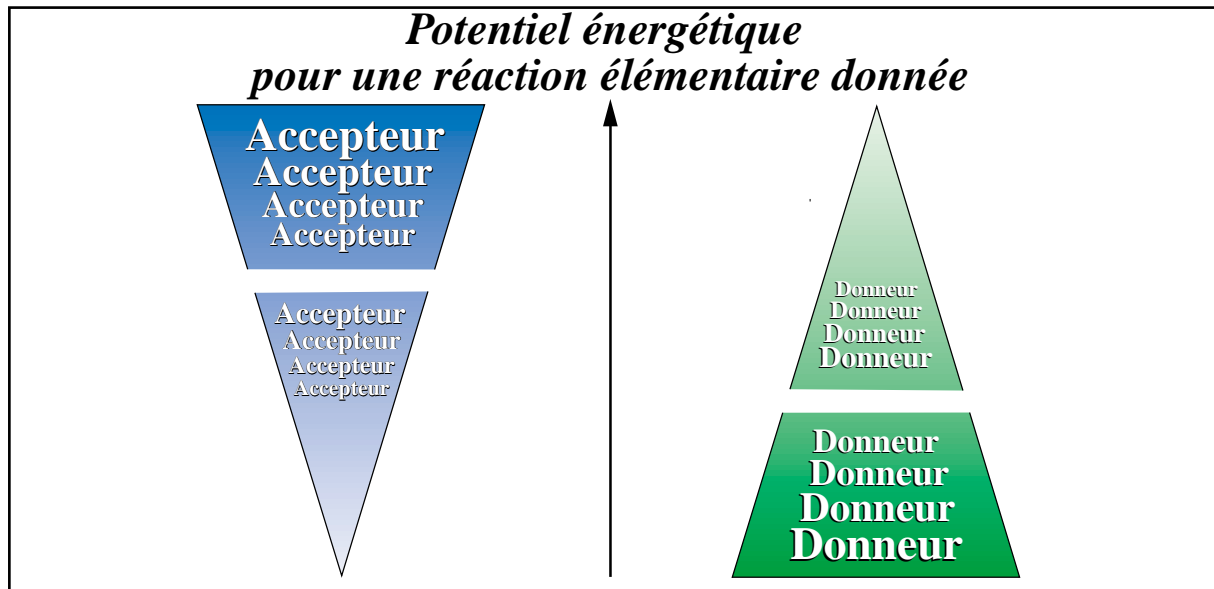 Potentiel énergétique
pour une réaction élémentaire donnée
Accepteur
Accepteur
Accepteur
Accepteur
Accepteur
Accepteur
Accepteur
Accepteur
Donneur
Donneur
Donneur
Donneur
Donneur
Donneur
Donneur
Donneur